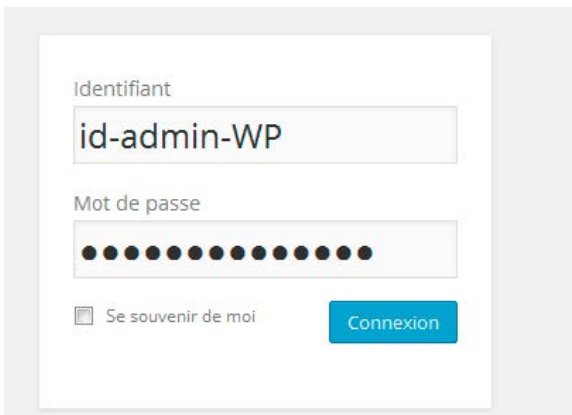 Identifiant
id-admin-WP
Mot de passe
●●●●●●●●●●●●●●
Se souvenir de moi
Connexion